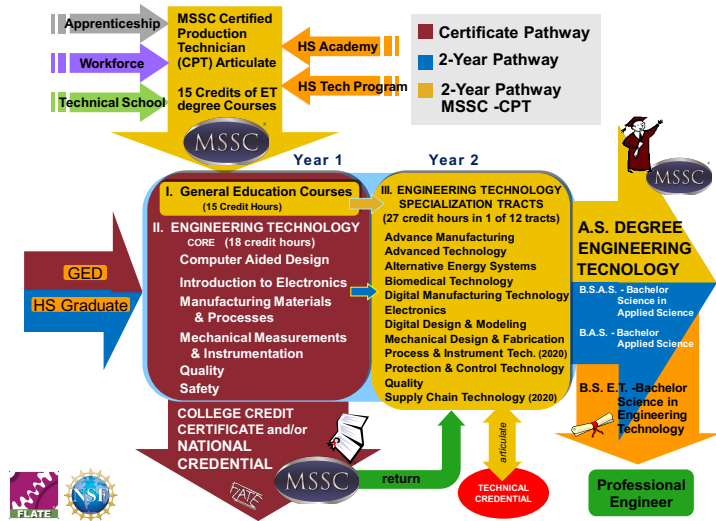 Apprenticeship
Workforce
Technical School
MSSC Certified
Production
Technician
(CPT) Articulate
15 Credits of ET
degree Courses
HS Academy
HS Tech Program
Certificate Pathway
2-Year Pathway
2-Year Pathway
MSSC -CPT
MSSC
Year 1
Year 2
I. General Education Courses
(15 Credit Hours)
II. ENGINEERING TECHNOLOGY
CORE (18 credit hours)
Computer Aided Design
Introduction to Electronics
Manufacturing Materials
& Processes
Mechanical Measurements
& Instrumentation
Quality
Safety
III. ENGINEERING TECHNOLOGY
SPECIALIZATION TRACTS
(27 credit hours in 1 of 12 tracts)
Advance Manufacturing
Advanced Technology
Alternative Energy Systems
Biomedical Technology
Digital Manufacturing Technology
Electronics
Digital Design & Modeling
Mechanical Design & Fabrication
Process & Instrument Tech. (2020)
Protection & Control Technology
Quality
Supply Chain Technology (2020)
GED
HS Graduate
MSSC
A.S. DEGREE
ENGINEERING
TECNOLOGY
B.S.A.S. - Bachelor
Science in
Applied Science
B.A.S. - Bachelor
Applied Science
B.S. E.T. -Bachelor
Science in
Engineering
Technology
Professional
Engineer
COLLEGE CREDIT
CERTIFICATE and/or
NATIONAL
CREDENTIAL
FLATE
MSSC
return
articulate
TECHNICAL
CREDENTIAL
FLATE
NSF